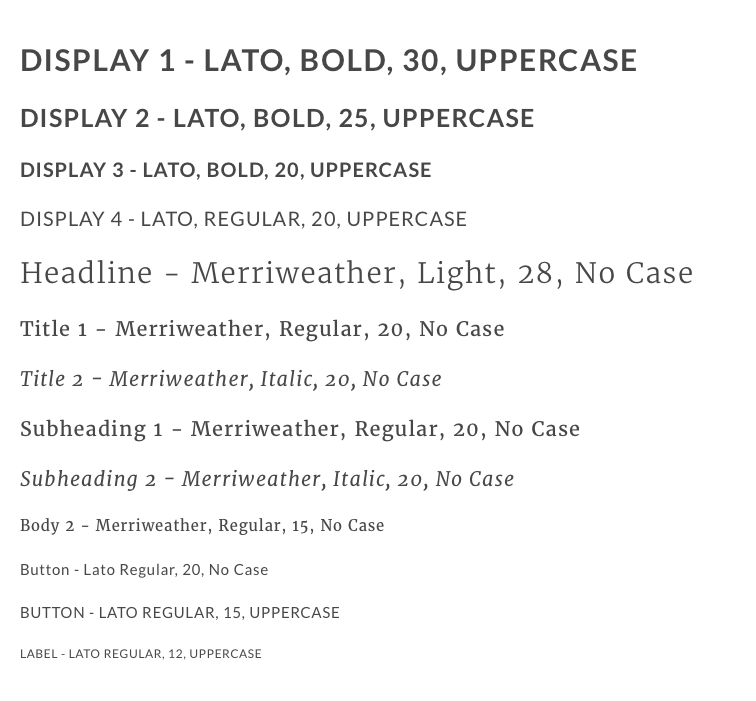 DISPLAY 1 - LATO, BOLD, 30, UPPERCASE
DISPLAY 2 - LATO, BOLD, 25, UPPERCASE
DISPLAY 3 - LATO, BOLD, 20, UPPERCASE
DISPLAY 4 - LATO, REGULAR, 20, UPPERCASE
Headline - Merriweather, Light, 28, No Case
Title 1 - Merriweather, Regular, 20, No Case
Title 2 - Merriweather, Italic, 20, No Case
Subheading 1 - Merriweather, Regular, 20, No Case
Subheading 2 - Merriweather, Italic, 20, No Case
Body 2 - Merriweather, Regular, 15, No Case
Button - Lato Regular, 20, No Case
BUTTON - LATO REGULAR, 15, UPPERCASE
LABEL - LATO REGULAR, 12, UPPERCASE